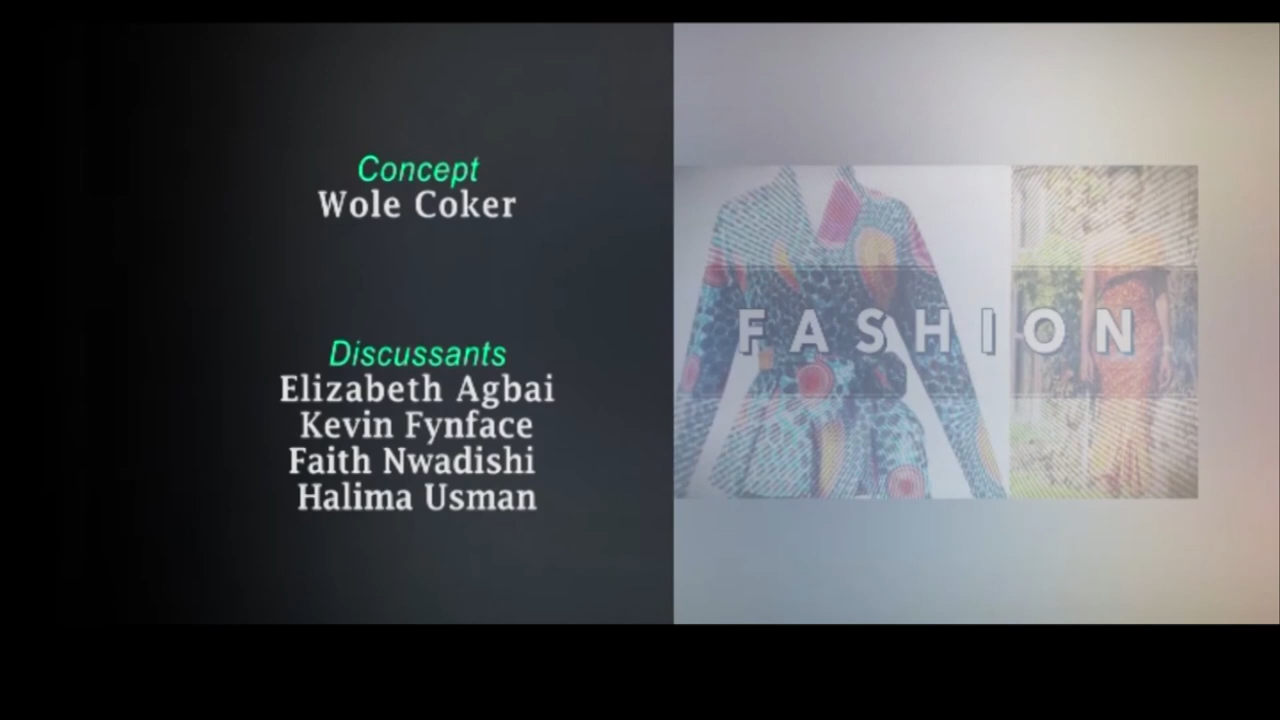 Concept
Wole Coker
Discussants
Elizabeth Agbai
Kevin Fynface
Faith Nwadishi
Halima Usman
FASHION